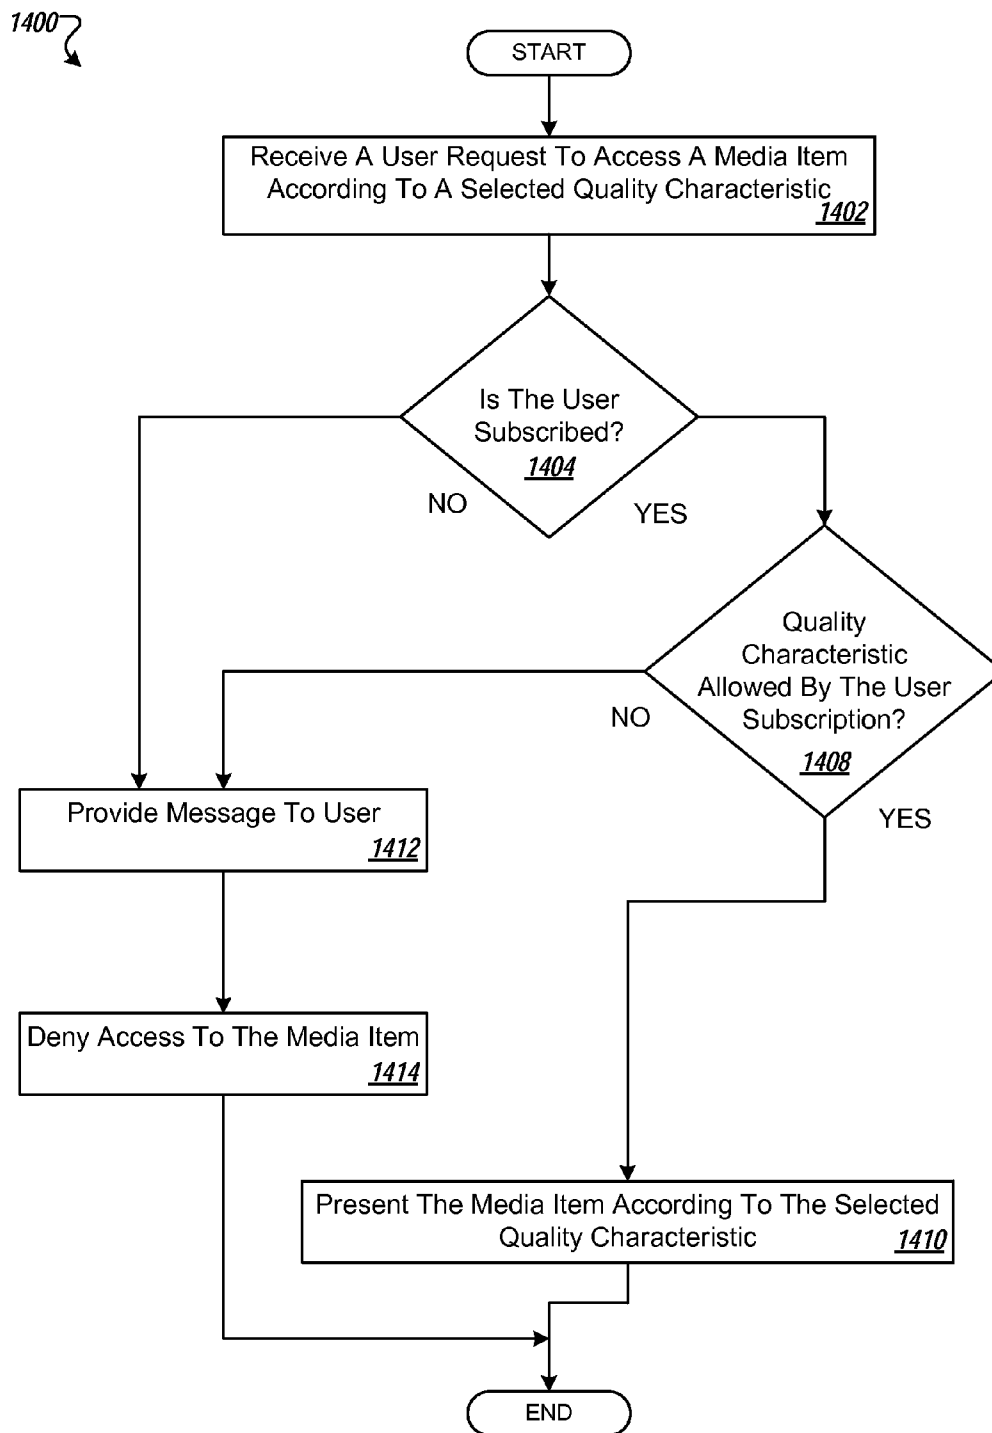 1400
START
Receive A User Request To Access A Media Item
According To A Selected Quality Characteristic
1402
Is The User
Subscribed?
1404
NO
YES
Quality
Characteristic
Allowed By The User
Subscription?
1408
NO
YES
Provide Message To User
1412
Deny Access To The Media Item
1414
Present The Media Item According To The Selected
Quality Characteristic
1410
END